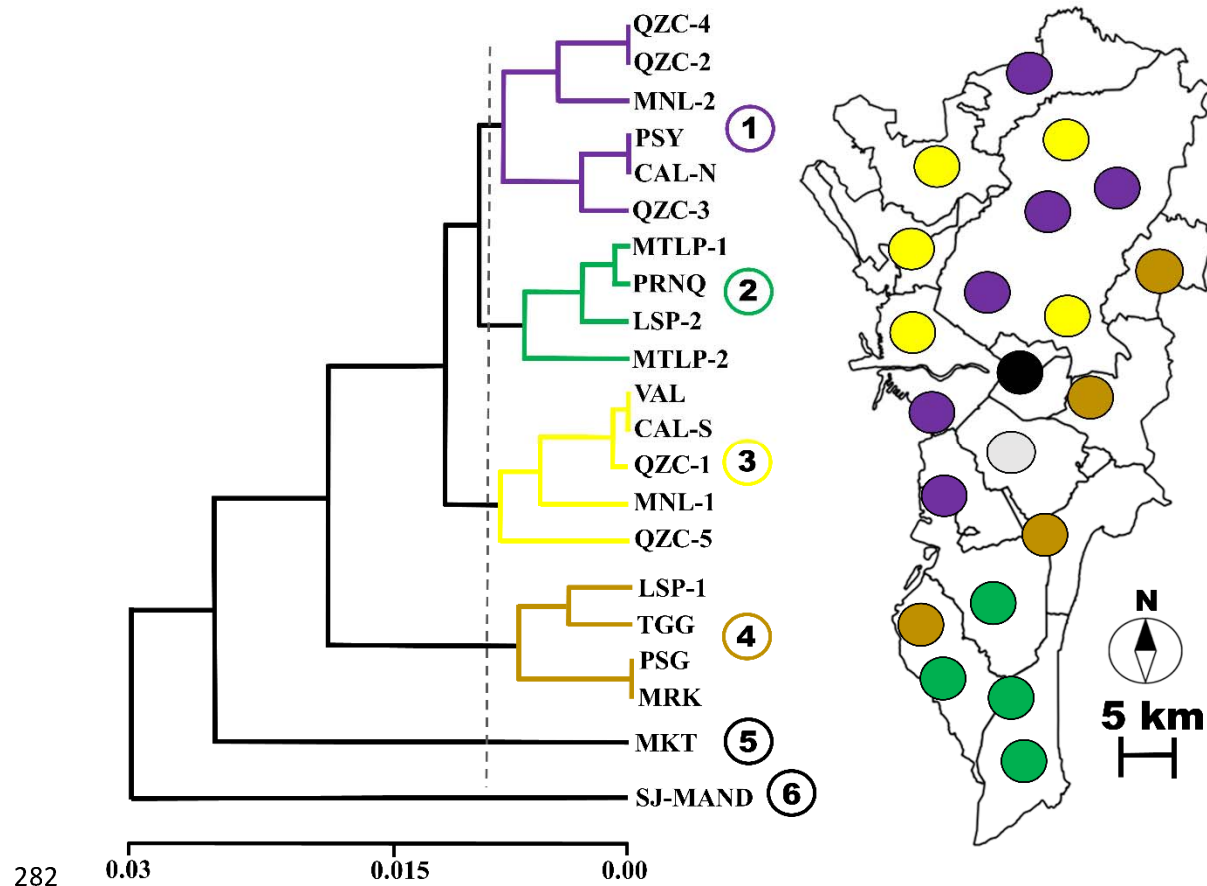 QZC-4
QZC-2
MNL-2
1
PSY
CAL-N
QZC-3
MTLP-1
2
PRNQ
LSP-2
MTLP-2
VAL
CAL-S
3
QZC-1
MNL-1
QZC-5
LSP-1
TGG
4
PSG
MRK
MKT 5
SJ-MAND 6
N
5 km
282
0.03 0.015 0.00